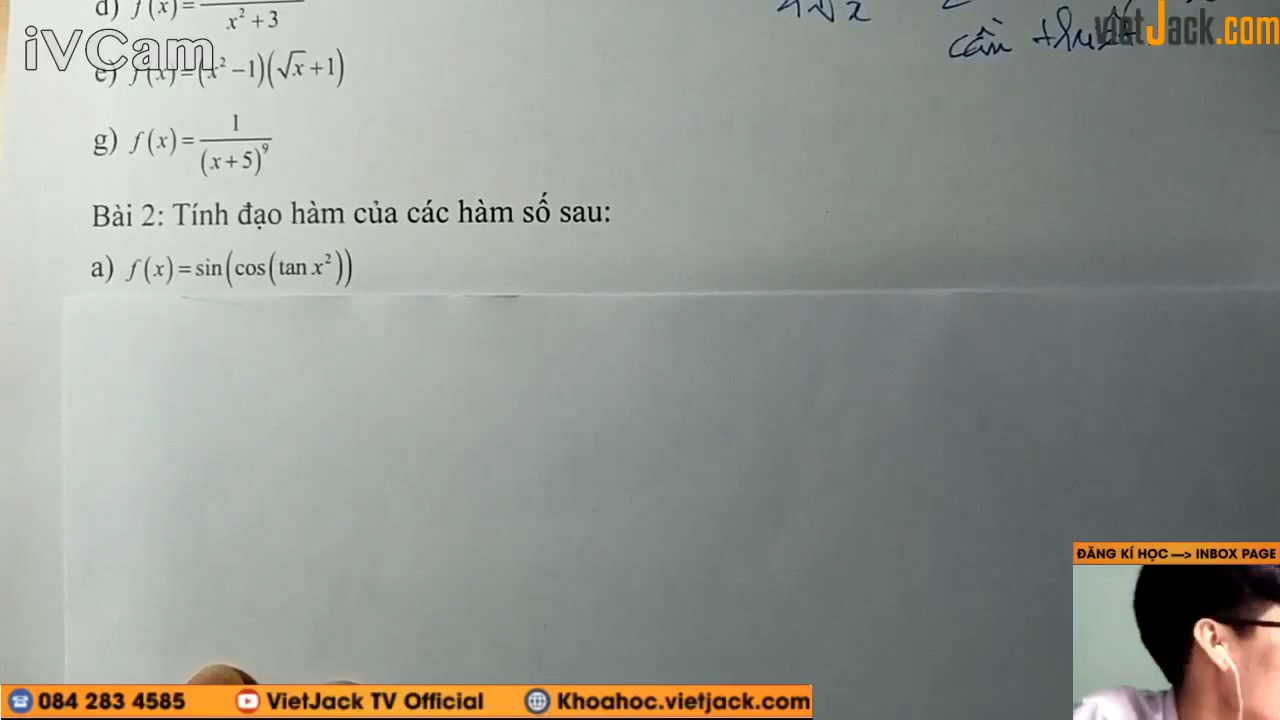 d) f(x)=
x²+3
cần
vietJack.com
iVCam
e) f(x)=(x²−1)(√x+1)
g) f(x)=1/(x+5)⁹
Bài 2: Tính đạo hàm của các hàm số sau:
a) f(x)=sin(cos(tan x²))
ĐĂNG KÍ HỌC —> INBOX PAGE
084 283 4585 VietJack TV Official Khoahoc.vietjack.com